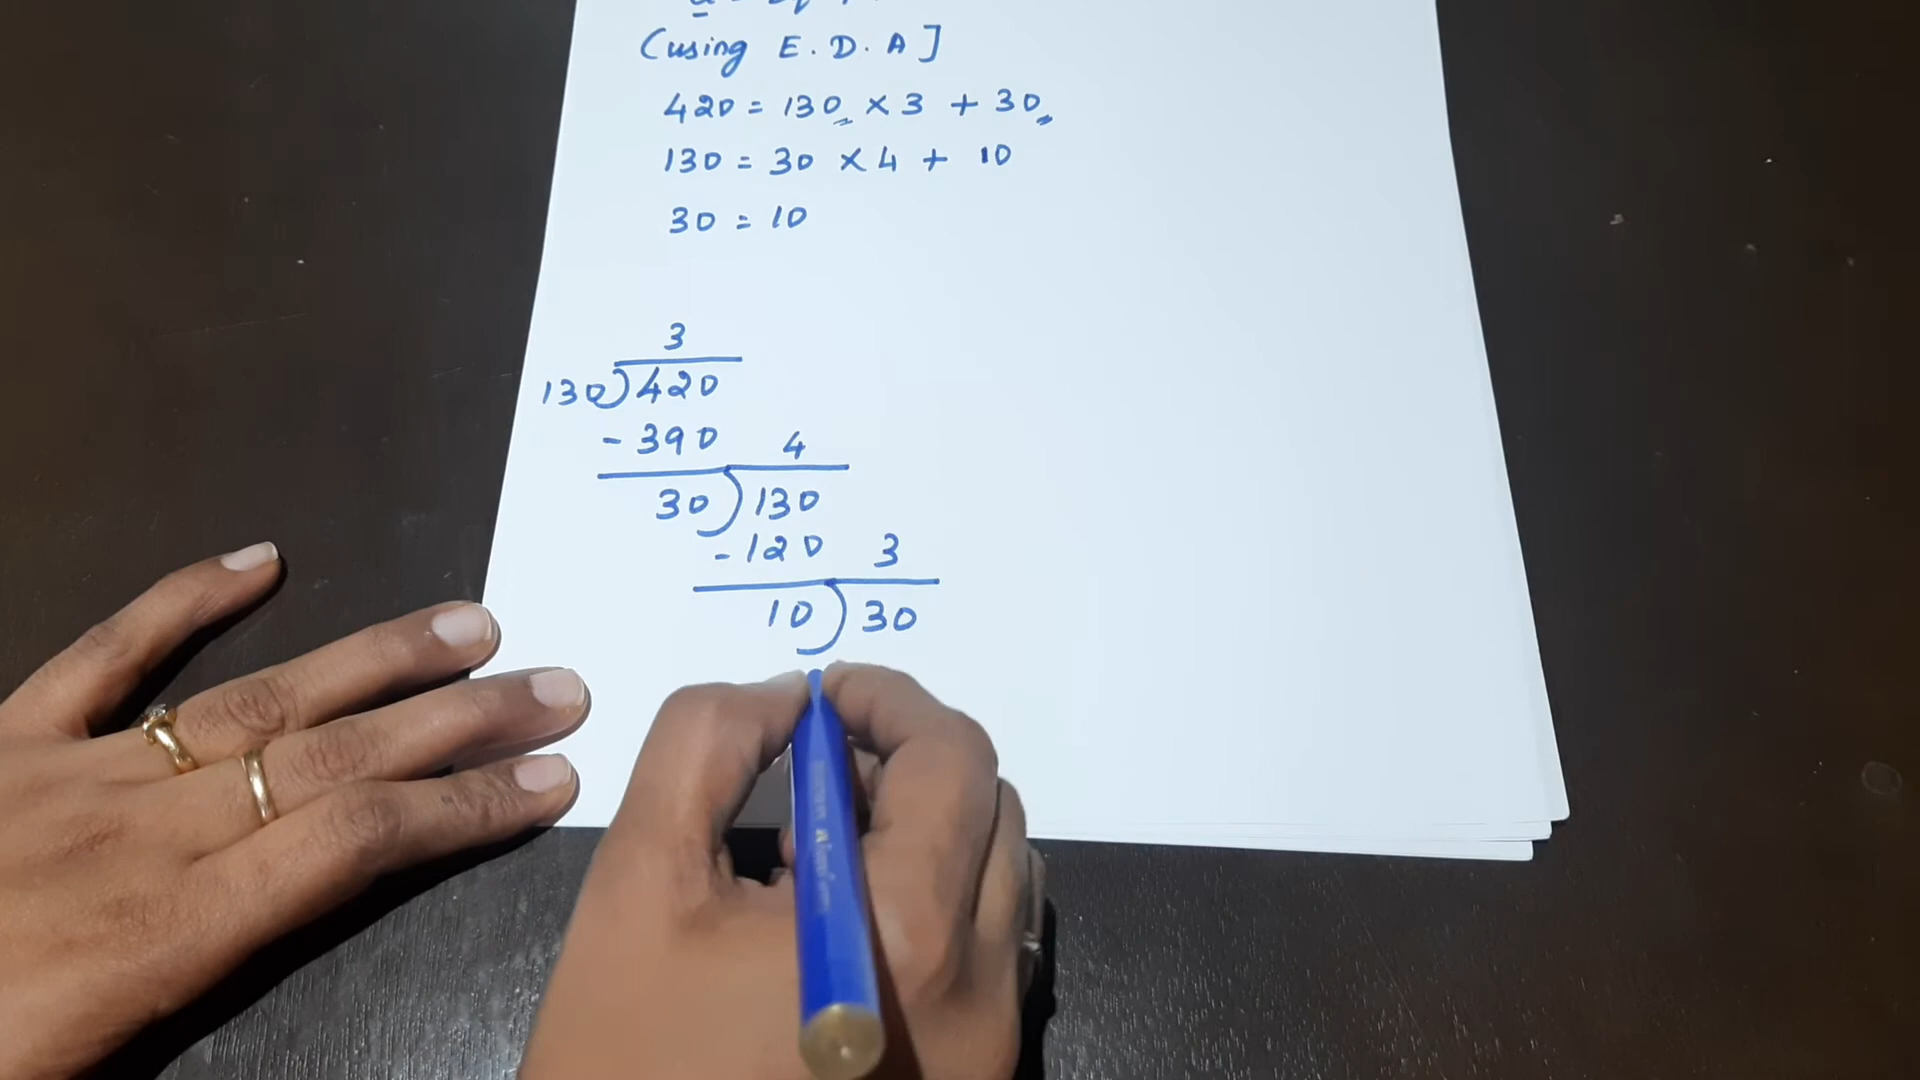 (using E.D.A]
420 = 130 × 3 + 30
130 = 30 × 4 + 10
30 = 10
3
130)420
-390 4
30)130
-120 3
10)30